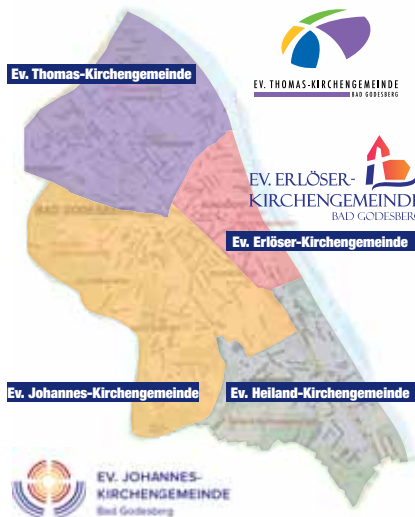 Ev. Thomas-Kirchengemeinde
EV. THOMAS-KIRCHENGEMEINDE
BAD GODESBERG
EV. ERLÖSER-
KIRCHENGEMEINDE
BAD GODESBERG
Ev. Erlöser-Kirchengemeinde
Ev. Johannes-Kirchengemeinde
Ev. Heiland-Kirchengemeinde
EV. JOHANNES-
KIRCHENGEMEINDE
Bad Godesberg